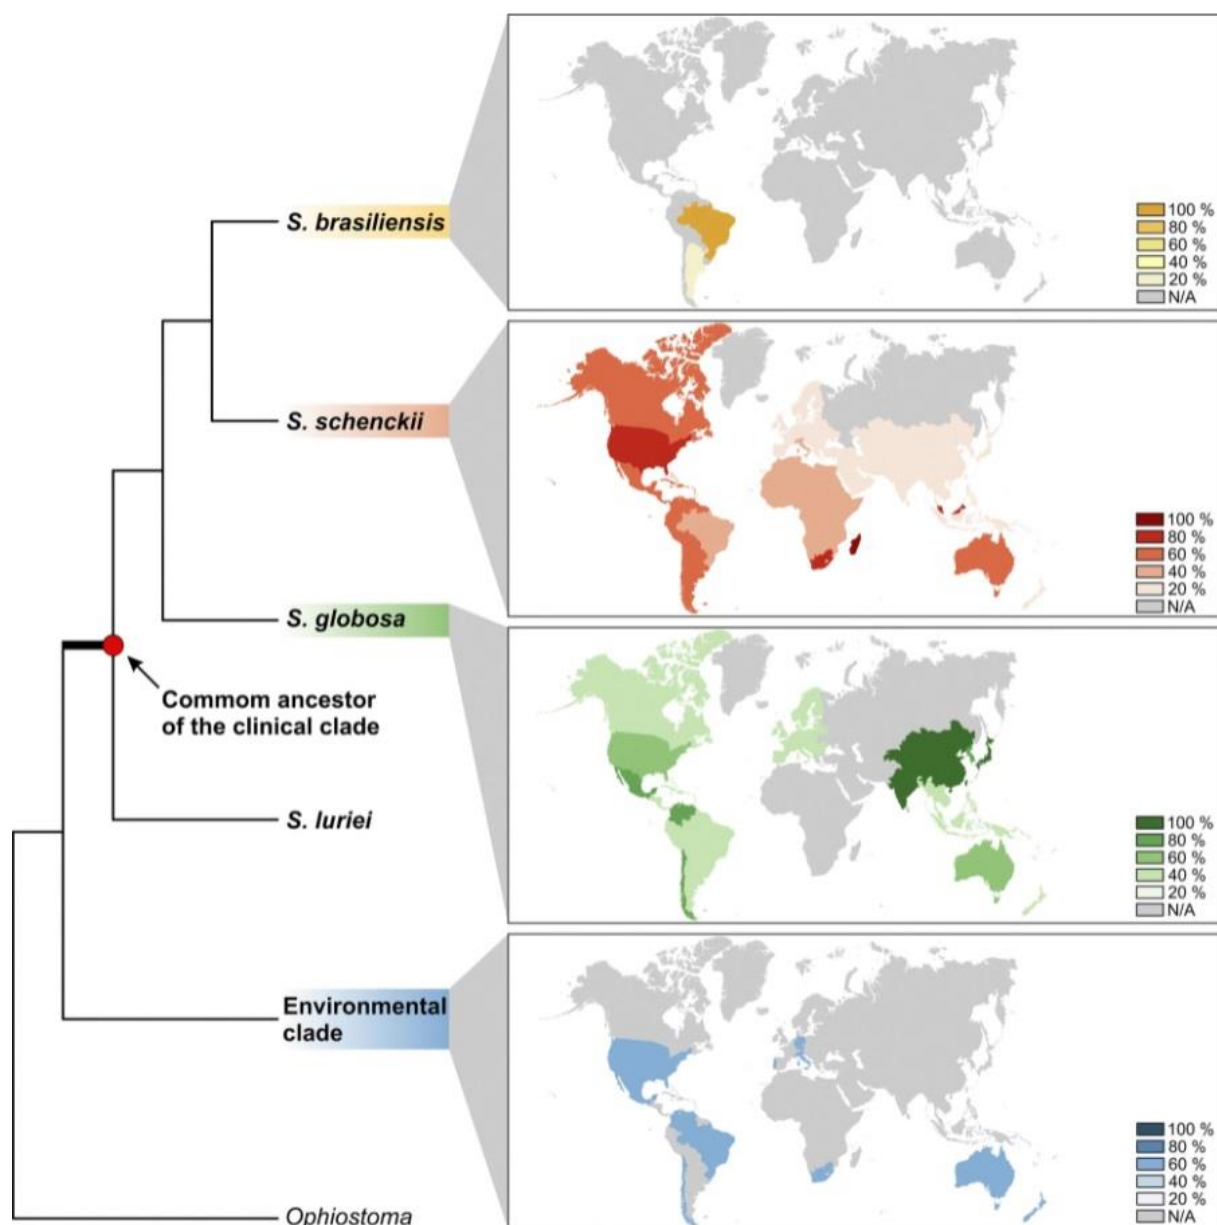 S. brasiliensis
100 %
80 %
60 %
40 %
20 %
N/A
S. schenckii
100 %
80 %
60 %
40 %
20 %
N/A
S. globosa
Commom ancestor
of the clinical clade
100 %
80 %
60 %
40 %
20 %
N/A
S. luriei
Environmental
clade
100 %
80 %
60 %
40 %
20 %
N/A
Ophiostoma